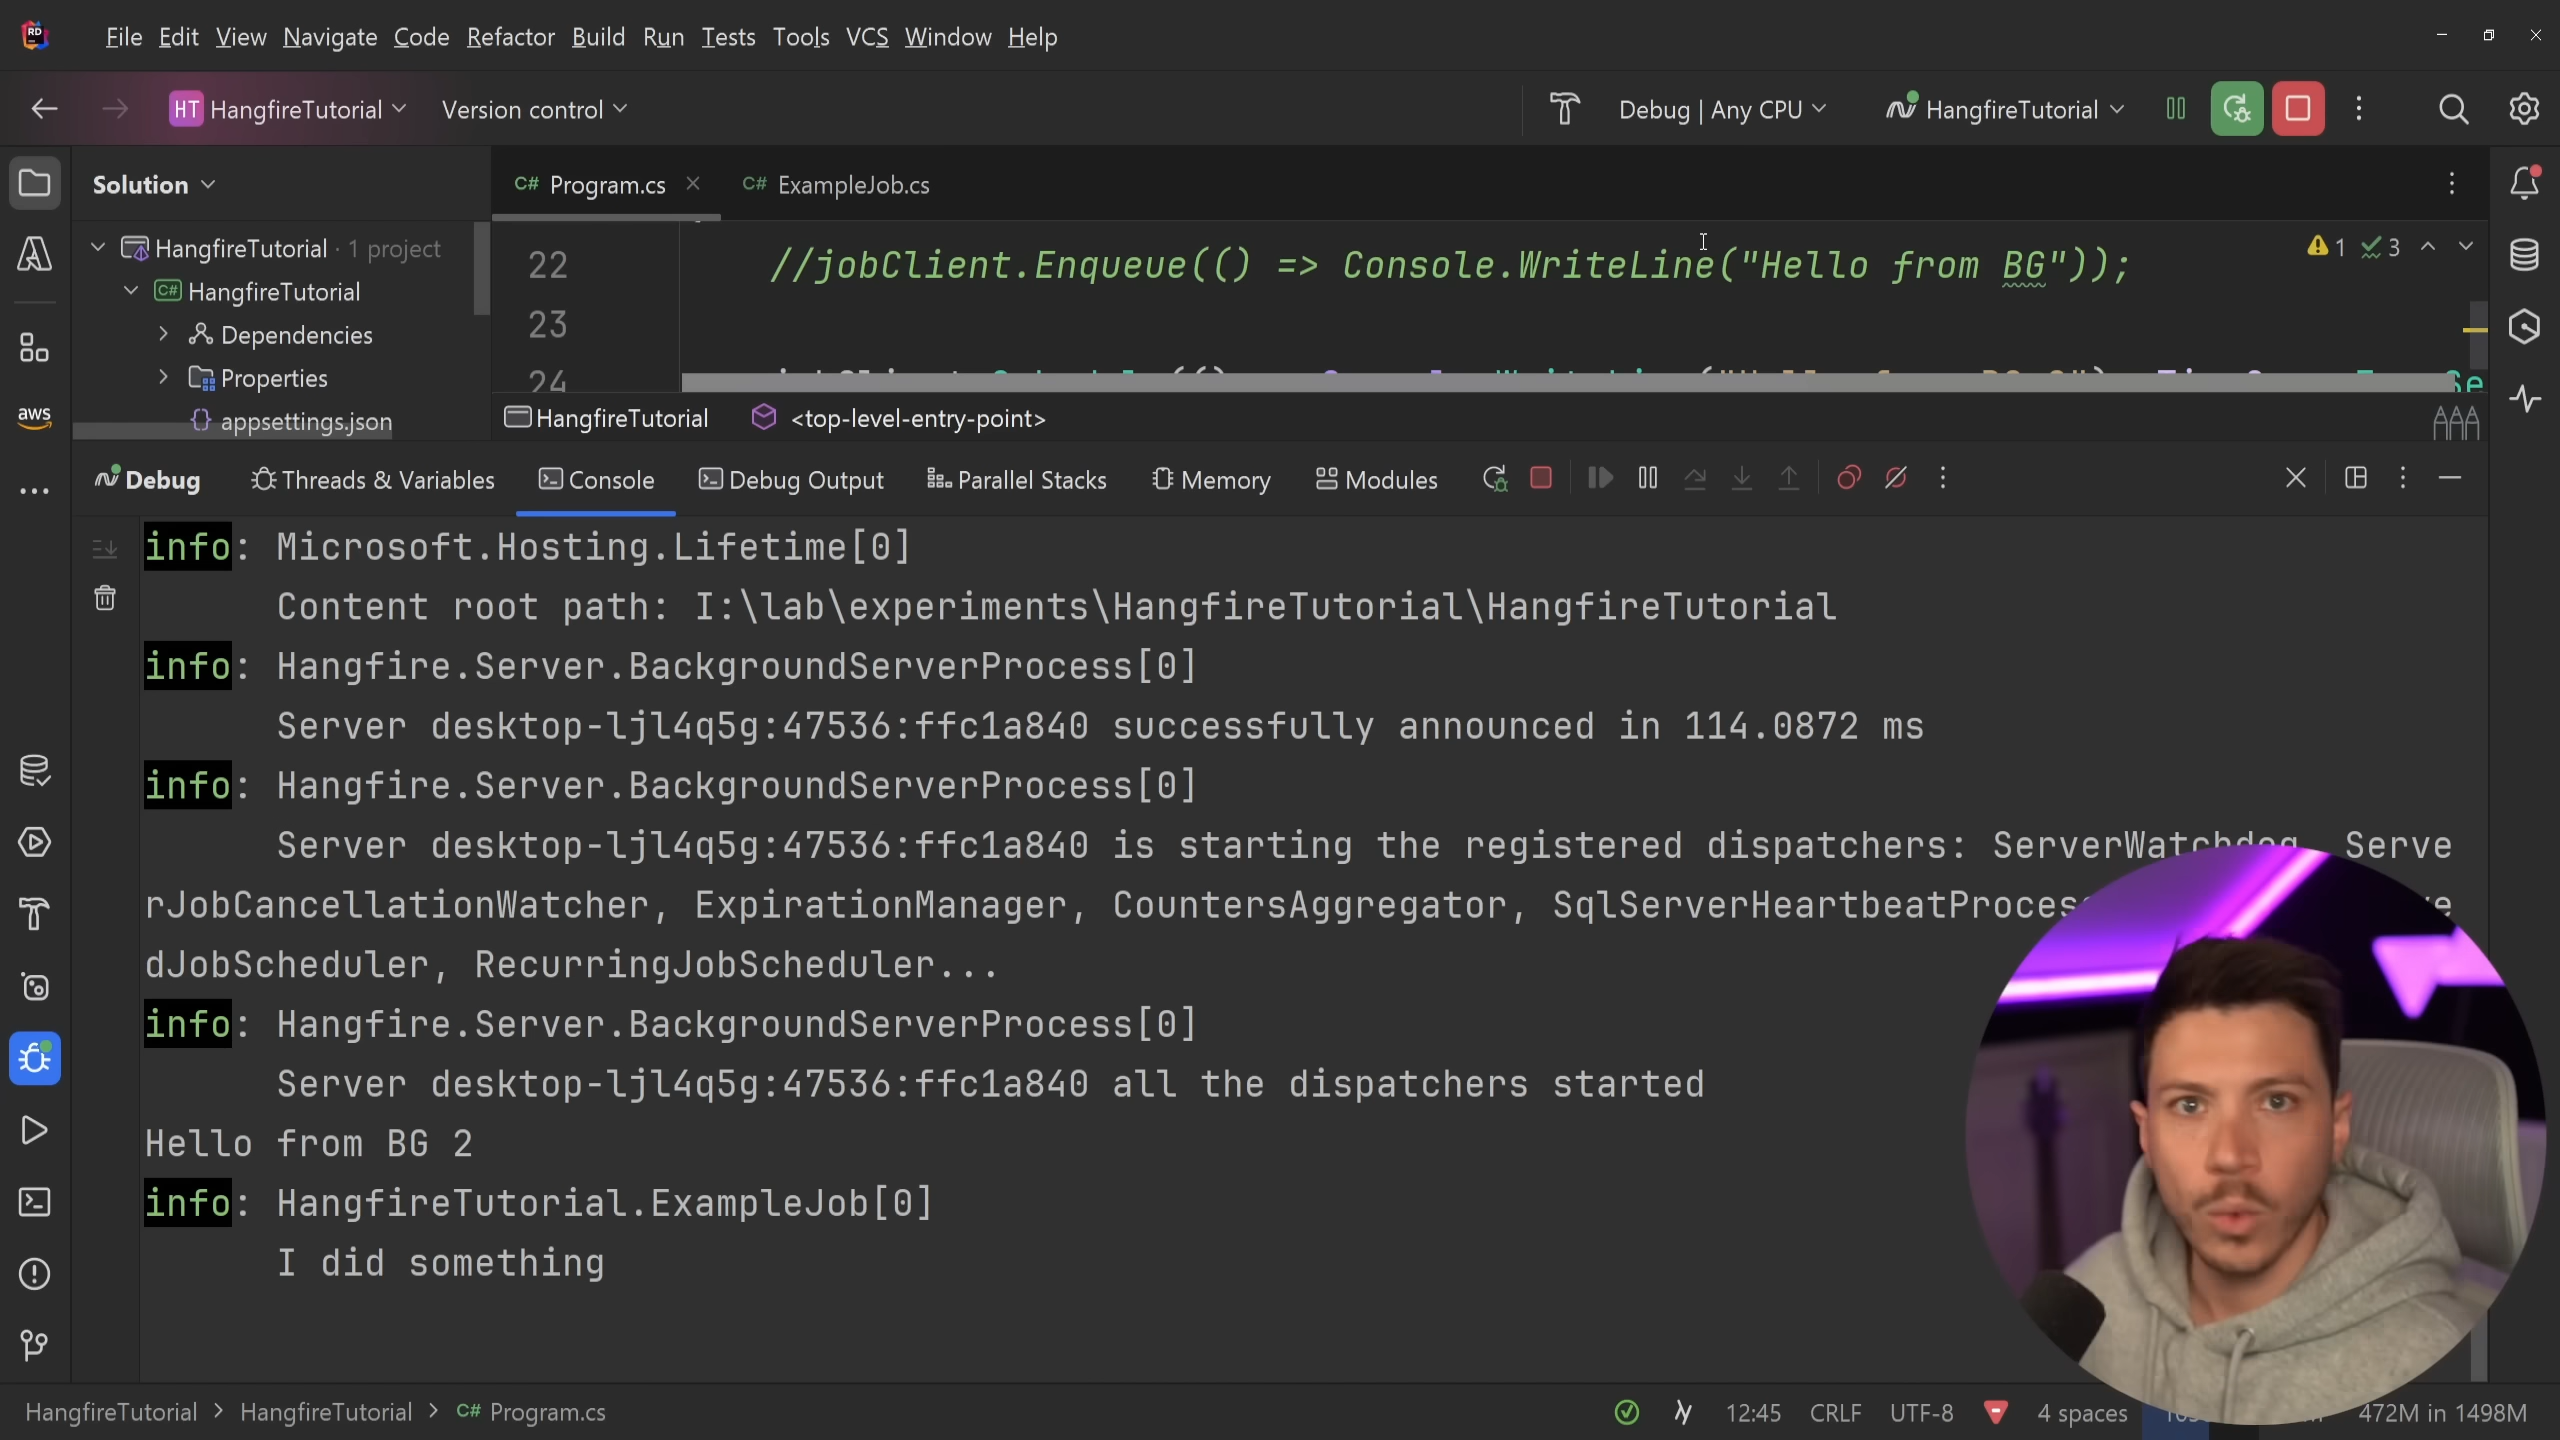 RD File Edit View Navigate Code Refactor Build Run Tests Tools VCS Window Help
HT HangfireTutorial Version control Debug | Any CPU HangfireTutorial
Solution
C# Program.cs C# ExampleJob.cs
HangfireTutorial · 1 project
C# HangfireTutorial
Dependencies
Properties
{} appsettings.json
22 //jobClient.Enqueue(() => Console.WriteLine("Hello from BG"));
1 3
23
24
HangfireTutorial <top-level-entry-point>
aws
Debug Threads & Variables Console Debug Output Parallel Stacks Memory Modules
info: Microsoft.Hosting.Lifetime[0]
Content root path: I:\lab\experiments\HangfireTutorial\HangfireTutorial
info: Hangfire.Server.BackgroundServerProcess[0]
Server desktop-ljl4q5g:47536:ffc1a840 successfully announced in 114.0872 ms
info: Hangfire.Server.BackgroundServerProcess[0]
Server desktop-ljl4q5g:47536:ffc1a840 is starting the registered dispatchers: ServerWatchdog, Serve
rJobCancellationWatcher, ExpirationManager, CountersAggregator, SqlServerHeartbeatProces
dJobScheduler, RecurringJobScheduler...
info: Hangfire.Server.BackgroundServerProcess[0]
Server desktop-ljl4q5g:47536:ffc1a840 all the dispatchers started
Hello from BG 2
info: HangfireTutorial.ExampleJob[0]
I did something
HangfireTutorial > HangfireTutorial > C# Program.cs 12:45 CRLF UTF-8 4 spaces 472M in 1498M